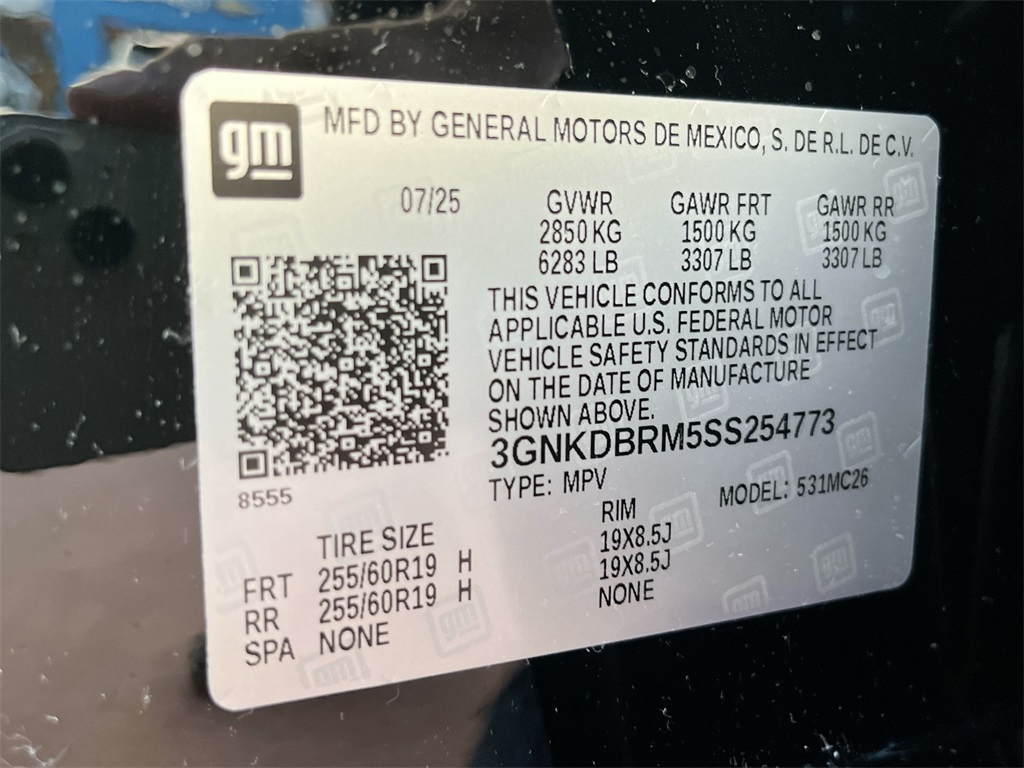 gm MFD BY GENERAL MOTORS DE MEXICO, S. DE R.L. DE C.V.
07/25 GVWR GAWR FRT GAWR RR
2850 KG 1500 KG 1500 KG
6283 LB 3307 LB 3307 LB
THIS VEHICLE CONFORMS TO ALL
APPLICABLE U.S. FEDERAL MOTOR
VEHICLE SAFETY STANDARDS IN EFFECT
ON THE DATE OF MANUFACTURE
SHOWN ABOVE.
3GNKDBRM5SS254773
8555
TYPE: MPV MODEL: 531MC26
TIRE SIZE RIM
FRT 255/60R19 H 19X8.5J
RR 255/60R19 H 19X8.5J
SPA NONE NONE